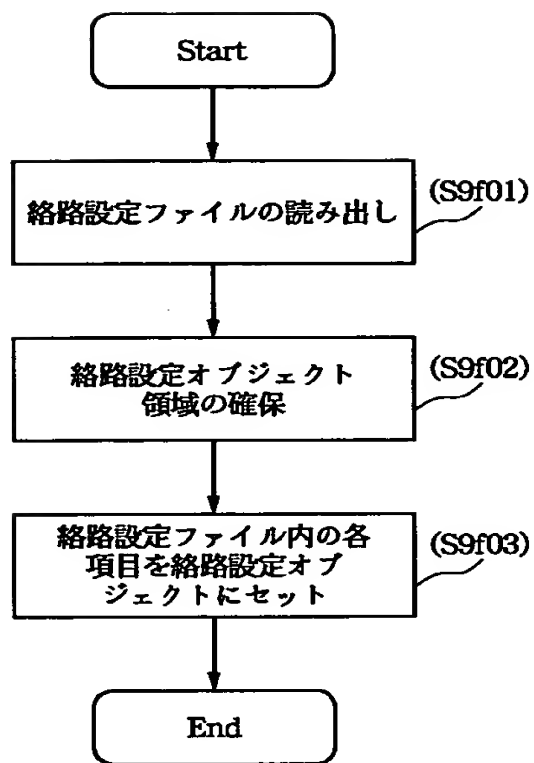 Start
絡路設定ファイルの読み出し
(S9f01)
絡路設定オブジェクト
領域の確保
(S9f02)
絡路設定ファイル内の各
項目を絡路設定オブ
ジェクトにセット
(S9f03)
End